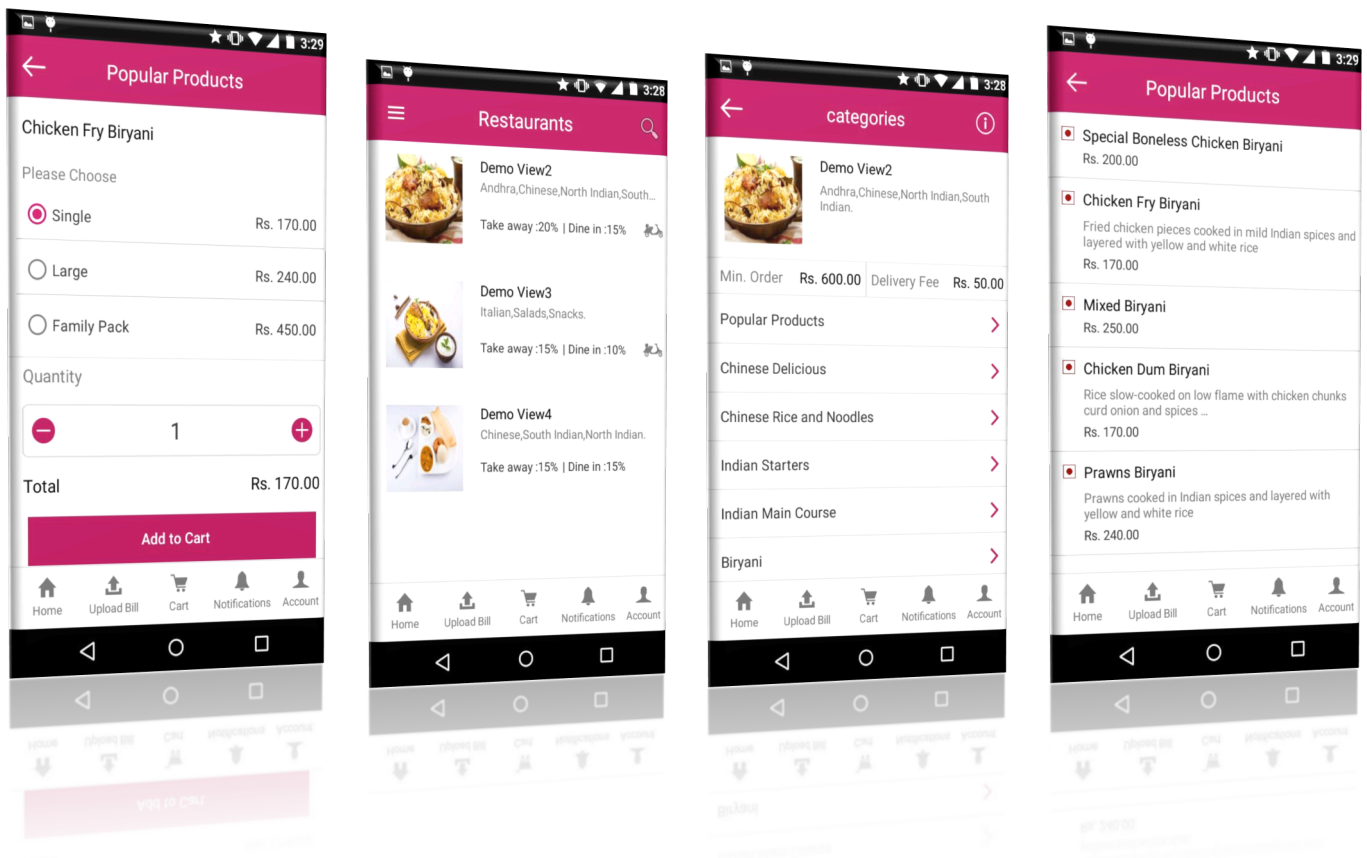 3:29
Popular Products
Chicken Fry Biryani
Please Choose
Single Rs. 170.00
Large Rs. 240.00
Family Pack Rs. 450.00
Quantity
1
Total Rs. 170.00
Add to Cart
Home Upload Bill Cart Notifications Account
3:28
Restaurants
Demo View2
Andhra,Chinese,North Indian,South...
Take away :20% | Dine in :15%
Demo View3
Italian,Salads,Snacks.
Take away :15% | Dine in :10%
Demo View4
Chinese,South Indian,North Indian.
Take away :15% | Dine in :15%
Home Upload Bill Cart Notifications Account
3:28
categories
Demo View2
Andhra,Chinese,North Indian,South
Indian.
Min. Order Rs. 600.00 Delivery Fee Rs. 50.00
Popular Products
Chinese Delicious
Chinese Rice and Noodles
Indian Starters
Indian Main Course
Biryani
Home Upload Bill Cart Notifications Account
3:29
Popular Products
Special Boneless Chicken Biryani
Rs. 200.00
Chicken Fry Biryani
Fried chicken pieces cooked in mild Indian spices and
layered with yellow and white rice
Rs. 170.00
Mixed Biryani
Rs. 250.00
Chicken Dum Biryani
Rice slow-cooked on low flame with chicken chunks
curd onion and spices ...
Rs. 170.00
Prawns Biryani
Prawns cooked in Indian spices and layered with
yellow and white rice
Rs. 240.00
Home Upload Bill Cart Notifications Account